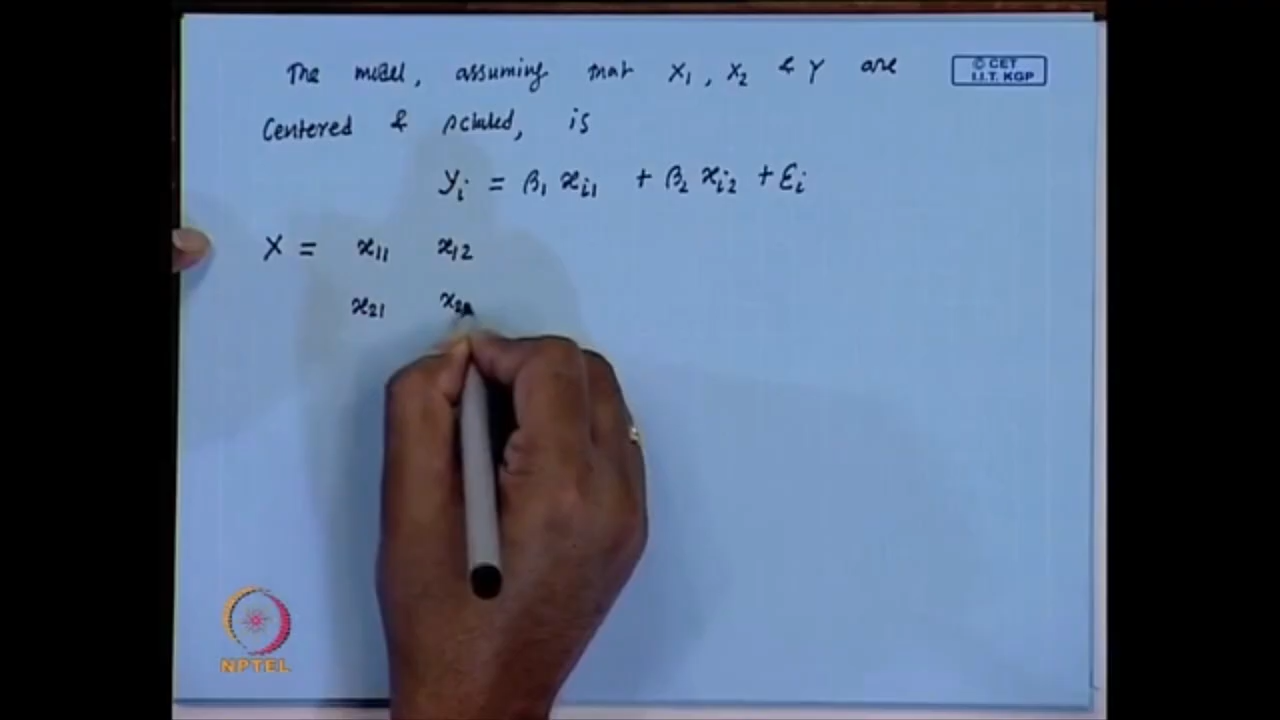 The model, assuming that X₁, X₂ & Y are
© CET
I.I.T. KGP
Centered & scaled, is
yᵢ = β₁ xᵢ₁ + β₂ xᵢ₂ + εᵢ
X = x₁₁ x₁₂
x₂₁ x₂
NPTEL